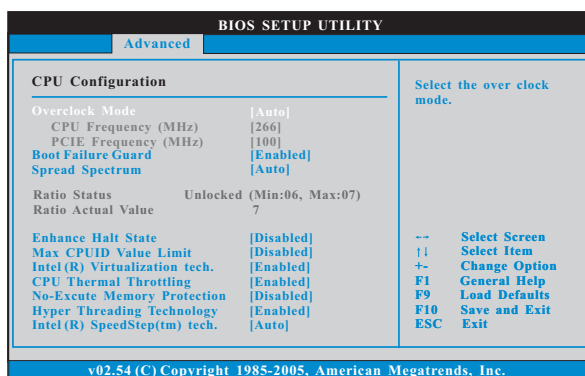 BIOS SETUP UTILITY
Advanced
CPU Configuration
Overclock Mode [Auto]
CPU Frequency (MHz) [266]
PCIE Frequency (MHz) [100]
Boot Failure Guard [Enabled]
Spread Spectrum [Auto]
Ratio Status Unlocked (Min:06, Max:07)
Ratio Actual Value 7
Enhance Halt State [Disabled]
Max CPUID Value Limit [Disabled]
Intel (R) Virtualization tech. [Enabled]
CPU Thermal Throttling [Enabled]
No-Excute Memory Protection [Disabled]
Hyper Threading Technology [Enabled]
Intel (R) SpeedStep(tm) tech. [Auto]
Select the over clock
mode.
←→ Select Screen
↑↓ Select Item
+- Change Option
F1 General Help
F9 Load Defaults
F10 Save and Exit
ESC Exit
v02.54 (C) Copyright 1985-2005, American Megatrends, Inc.